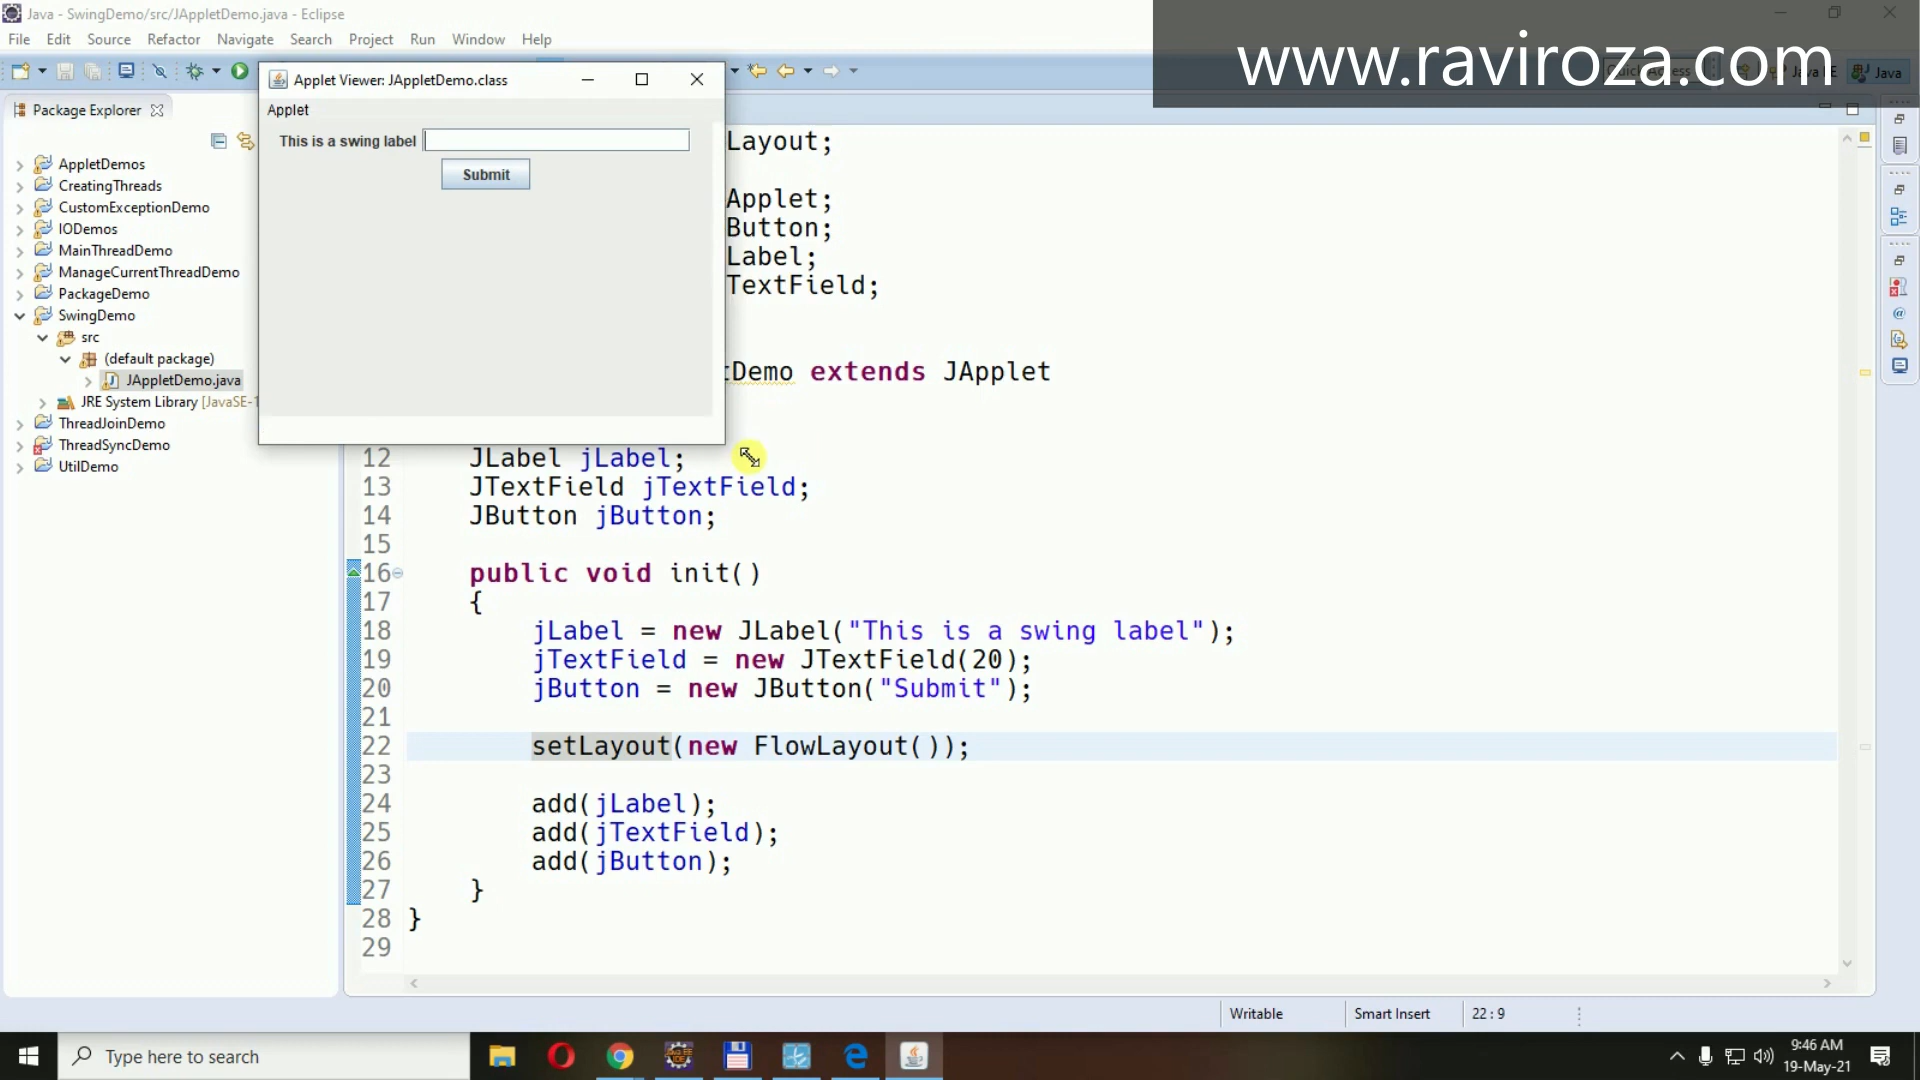 Java - SwingDemo/src/JAppletDemo.java - Eclipse
www.raviroza.com
File Edit Source Refactor Navigate Search Project Run Window Help
Java
Package Explorer
AppletDemos
CreatingThreads
CustomExceptionDemo
IODemos
MainThreadDemo
ManageCurrentThreadDemo
PackageDemo
SwingDemo
src
(default package)
JAppletDemo.java
JRE System Library [JavaSE-1
ThreadJoinDemo
ThreadSyncDemo
UtilDemo
Applet Viewer: JAppletDemo.class
Applet
This is a swing label
Submit
Layout;
Applet;
Button;
Label;
TextField;
tDemo extends JApplet
12 JLabel jLabel;
13 JTextField jTextField;
14 JButton jButton;
15
16 public void init()
17 {
18 jLabel = new JLabel("This is a swing label");
19 jTextField = new JTextField(20);
20 jButton = new JButton("Submit");
21
22 setLayout(new FlowLayout());
23
24 add(jLabel);
25 add(jTextField);
26 add(jButton);
27 }
28 }
29
Writable Smart Insert 22 : 9
Type here to search
9:46 AM
19-May-21